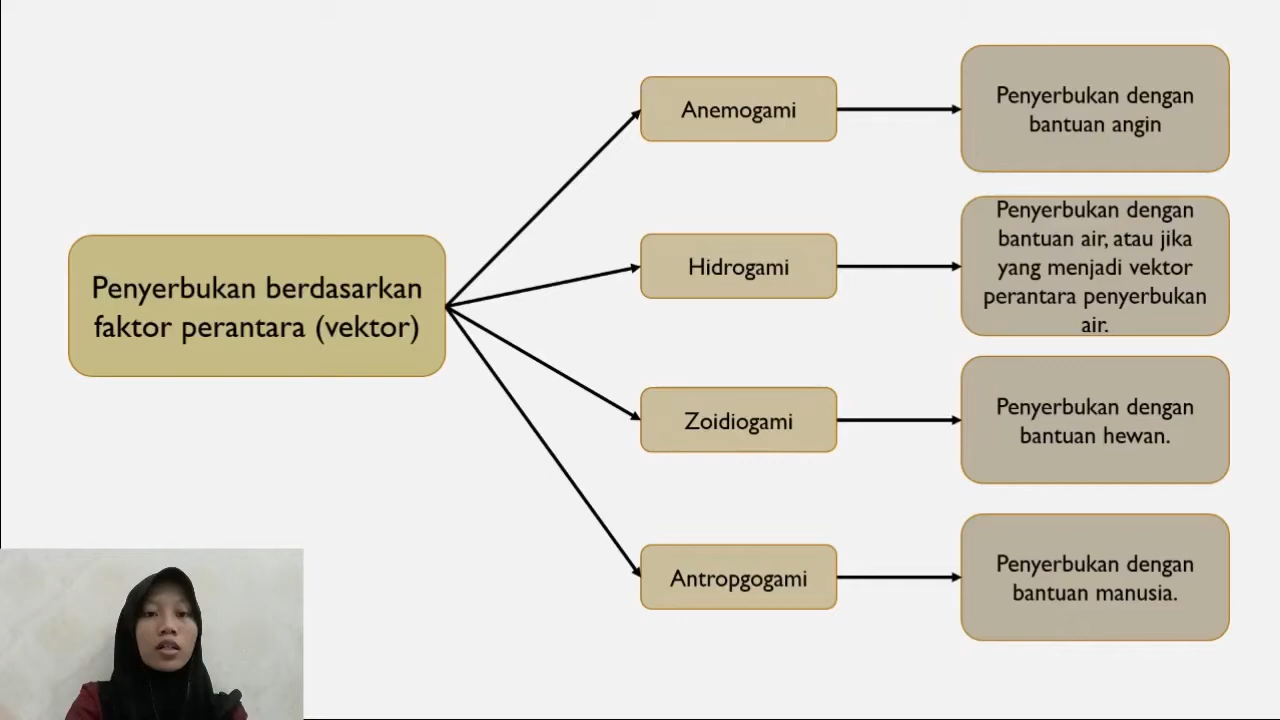 Penyerbukan berdasarkan
faktor perantara (vektor)
Anemogami
Penyerbukan dengan
bantuan angin
Hidrogami
Penyerbukan dengan
bantuan air, atau jika
yang menjadi vektor
perantara penyerbukan
air.
Zoidiogami
Penyerbukan dengan
bantuan hewan.
Antropgogami
Penyerbukan dengan
bantuan manusia.